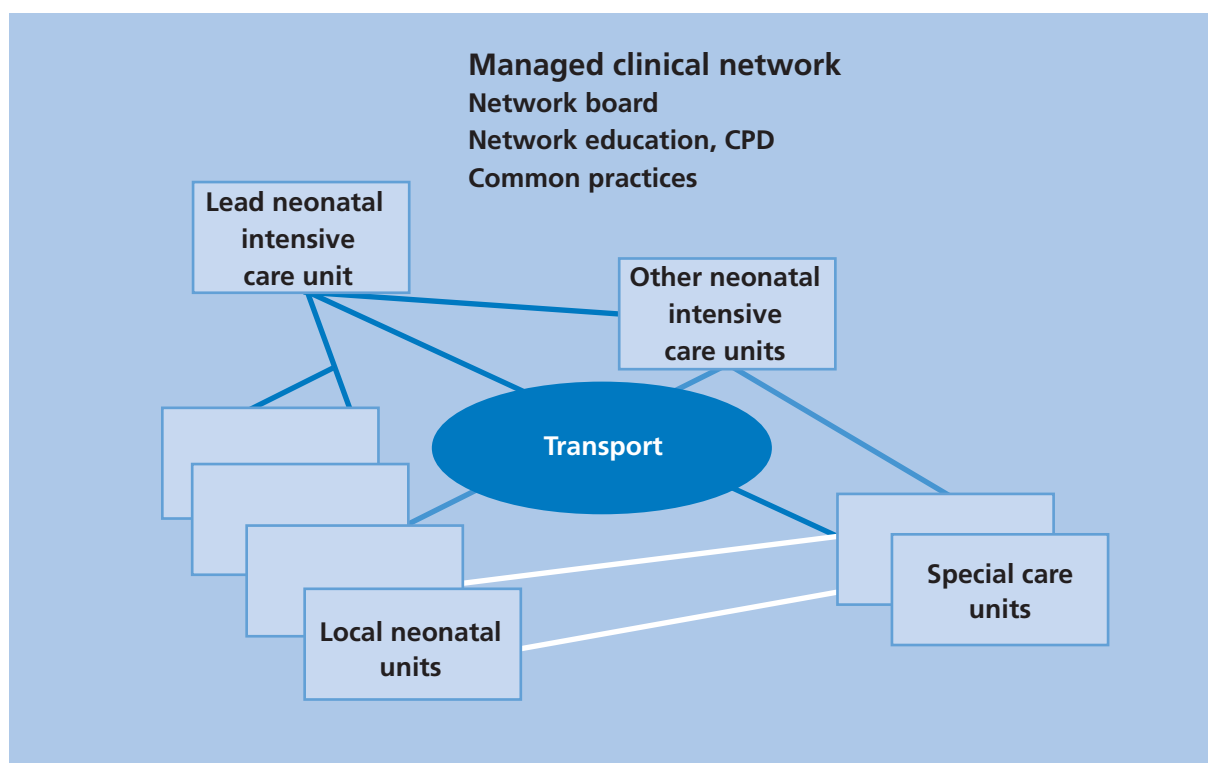 Managed clinical network
Network board
Network education, CPD
Common practices
Lead neonatal
intensive
care unit
Other neonatal
intensive
care units
Transport
Special care
units
Local neonatal
units